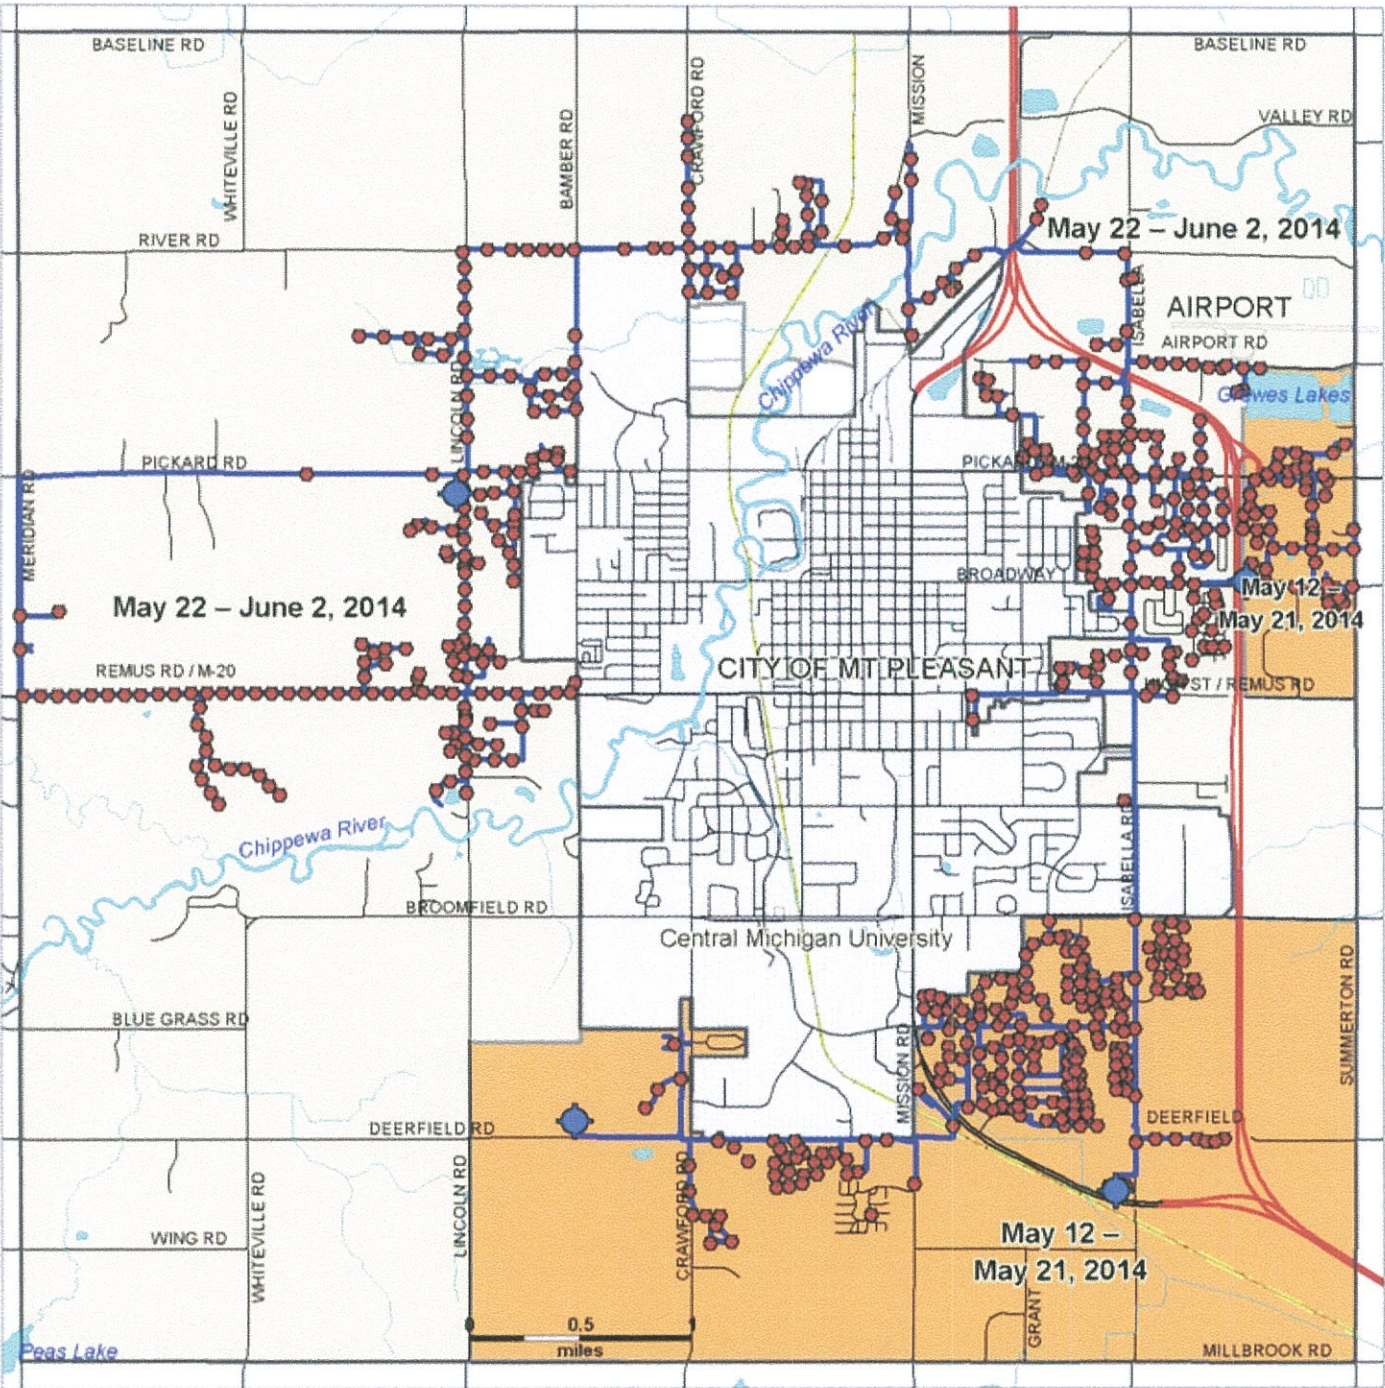 BASELINE RD
BASELINE RD
WHITEVILLE RD
BAMBER RD
CRAWFORD RD
MISSION
VALLEY RD
RIVER RD
May 22 – June 2, 2014
ISABELLA
AIRPORT
AIRPORT RD
Chippewa River
LINCOLN RD
PICKARD RD
MERIDIAN RD
BROADWAY
May 12 –
May 21, 2014
May 22 – June 2, 2014
REMUS RD / M-20
CITY OF MT PLEASANT
/ REMUS RD
Chippewa River
ISABELLA RD
BROOMFIELD RD
Central Michigan University
BLUE GRASS RD
MISSION RD
SUMMERTON RD
DEERFIELD RD
DEERFIELD
WHITEVILLE RD
LINCOLN RD
CRAWFORD RD
WING RD
May 12 –
May 21, 2014
GRANT
0 0.5 1
miles
Peas Lake
MILLBROOK RD